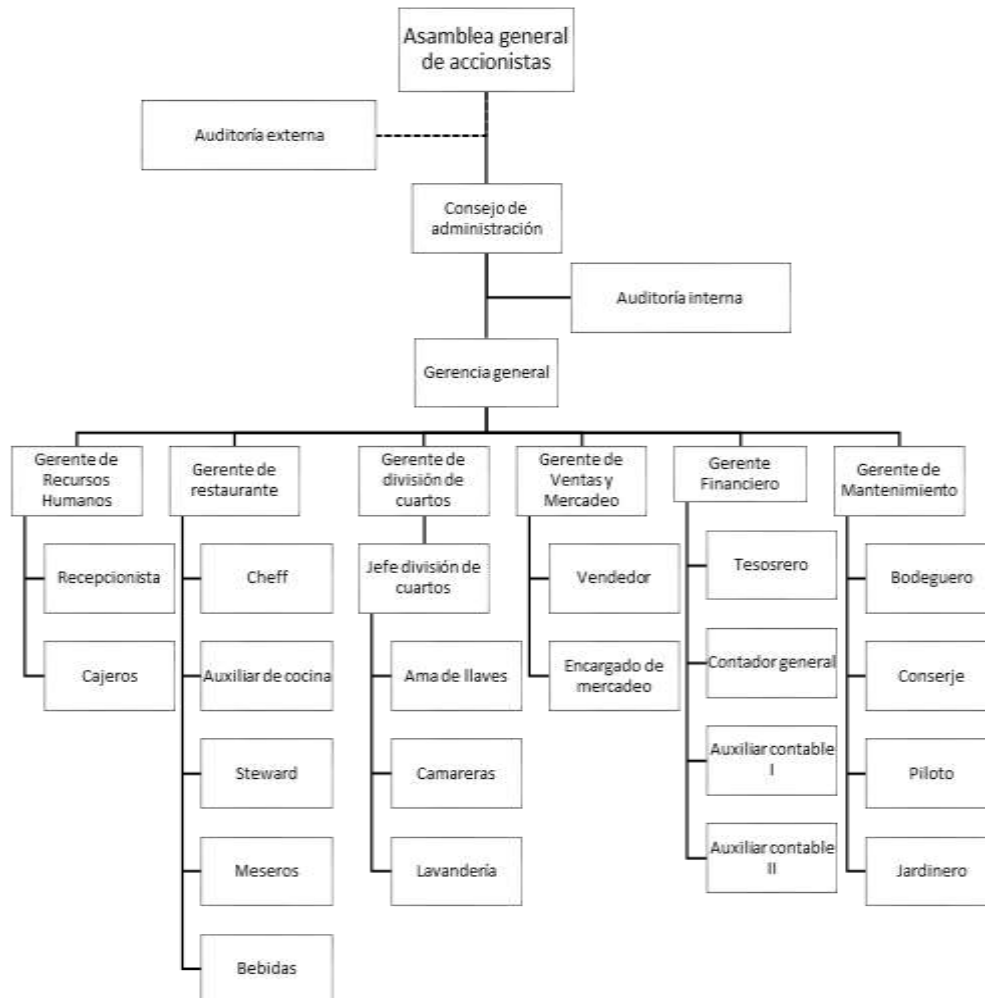 Asamblea general
de accionistas
Auditoría externa
Consejo de
administración
Auditoría interna
Gerencia general
Gerente de
Recursos
Humanos
Recepcionista
Cajeros
Gerente de
restaurante
Cheff
Auxiliar de cocina
Steward
Meseros
Bebidas
Gerente de
división de
cuartos
Jefe división de
cuartos
Ama de llaves
Camareras
Lavandería
Gerente de
Ventas y
Mercadeo
Vendedor
Encargado de
mercadeo
Gerente
Financiero
Tesosrero
Contador general
Auxiliar contable
I
Auxiliar contable
II
Gerente de
Mantenimiento
Bodeguero
Conserje
Piloto
Jardinero